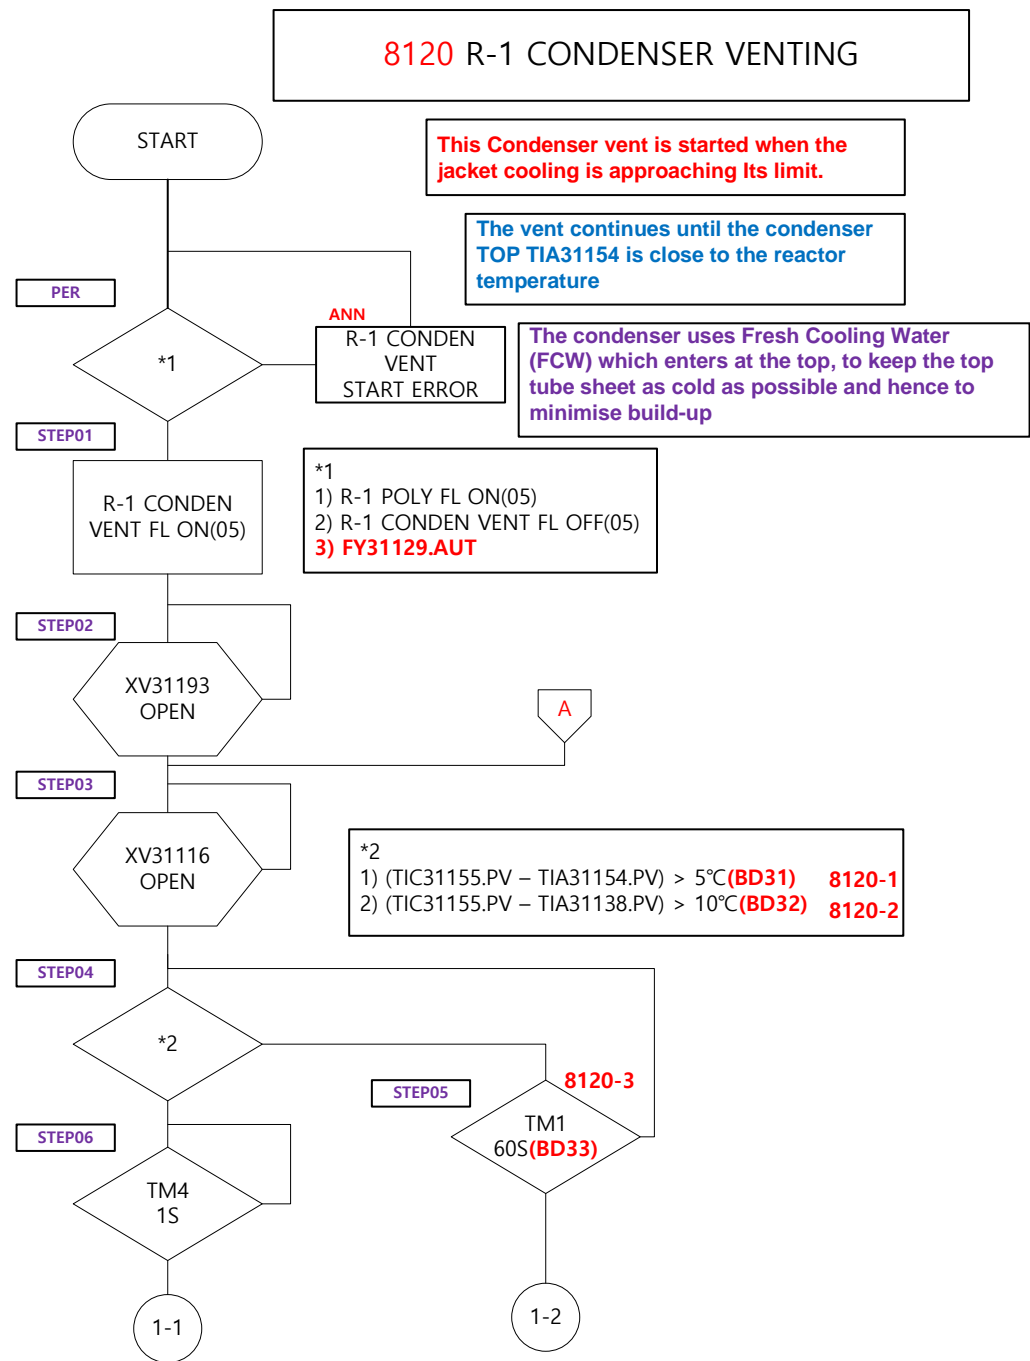 8120 R-1 CONDENSER VENTING
START
This Condenser vent is started when the
jacket cooling is approaching Its limit.
The vent continues until the condenser
TOP TIA31154 is close to the reactor
temperature
PER
ANN
*1
R-1 CONDEN
VENT
START ERROR
The condenser uses Fresh Cooling Water
(FCW) which enters at the top, to keep the top
tube sheet as cold as possible and hence to
minimise build-up
STEP01
R-1 CONDEN
VENT FL ON(05)
*1
1) R-1 POLY FL ON(05)
2) R-1 CONDEN VENT FL OFF(05)
3) FY31129.AUT
STEP02
XV31193
OPEN
A
STEP03
XV31116
OPEN
*2
1) (TIC31155.PV – TIA31154.PV) > 5℃(BD31) 8120-1
2) (TIC31155.PV – TIA31138.PV) > 10℃(BD32) 8120-2
STEP04
*2
STEP05
8120-3
TM1
60S(BD33)
STEP06
TM4
1S
1-1
1-2